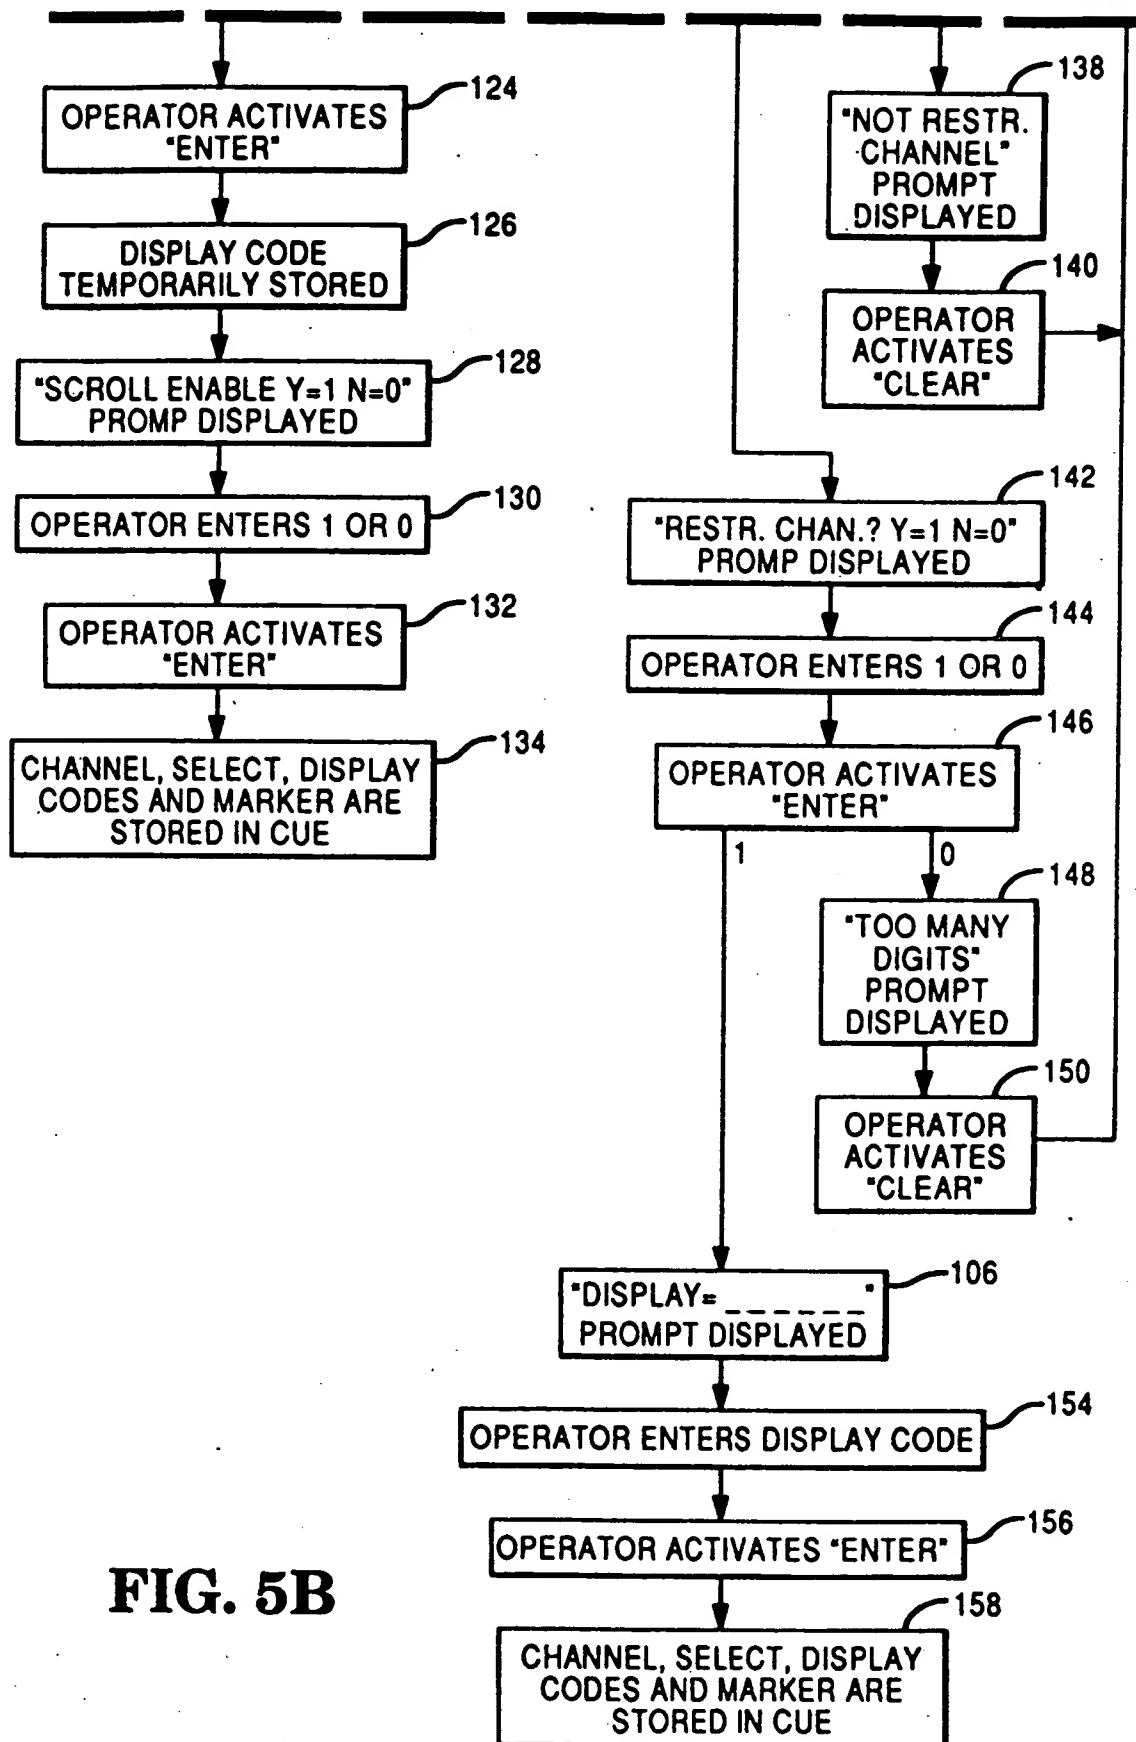 124
OPERATOR ACTIVATES
"ENTER"
126
DISPLAY CODE
TEMPORARILY STORED
128
"SCROLL ENABLE Y=1 N=0"
PROMP DISPLAYED
130
OPERATOR ENTERS 1 OR 0
132
OPERATOR ACTIVATES
"ENTER"
134
CHANNEL, SELECT, DISPLAY
CODES AND MARKER ARE
STORED IN CUE
138
"NOT RESTR.
CHANNEL"
PROMPT
DISPLAYED
140
OPERATOR
ACTIVATES
"CLEAR"
142
"RESTR. CHAN.? Y=1 N=0"
PROMP DISPLAYED
144
OPERATOR ENTERS 1 OR 0
146
OPERATOR ACTIVATES
"ENTER"
1
0
148
"TOO MANY
DIGITS"
PROMPT
DISPLAYED
150
OPERATOR
ACTIVATES
"CLEAR"
106
"DISPLAY= _ _ _ _ _ _"
PROMPT DISPLAYED
154
OPERATOR ENTERS DISPLAY CODE
156
OPERATOR ACTIVATES "ENTER"
158
CHANNEL, SELECT, DISPLAY
CODES AND MARKER ARE
STORED IN CUE
FIG. 5B